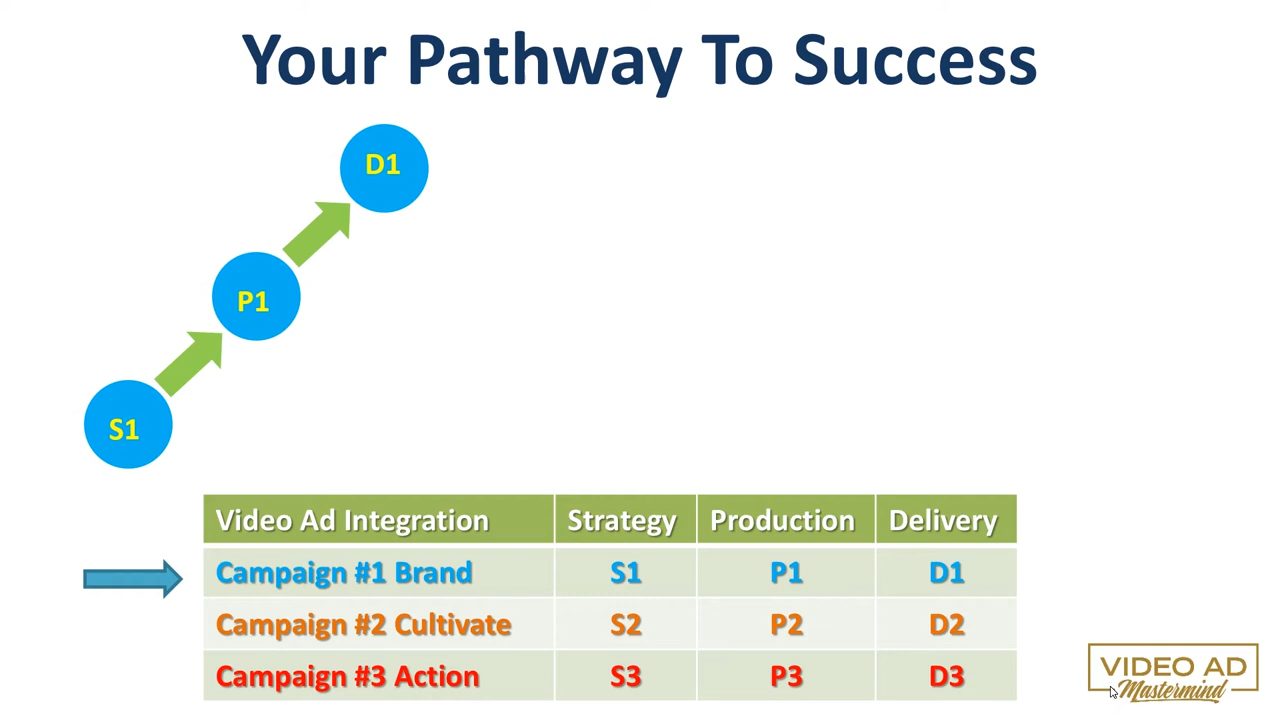 Your Pathway To Success
D1
P1
S1
Video Ad Integration Strategy Production Delivery
Campaign #1 Brand S1 P1 D1
Campaign #2 Cultivate S2 P2 D2
Campaign #3 Action S3 P3 D3
VIDEO AD
Mastermind